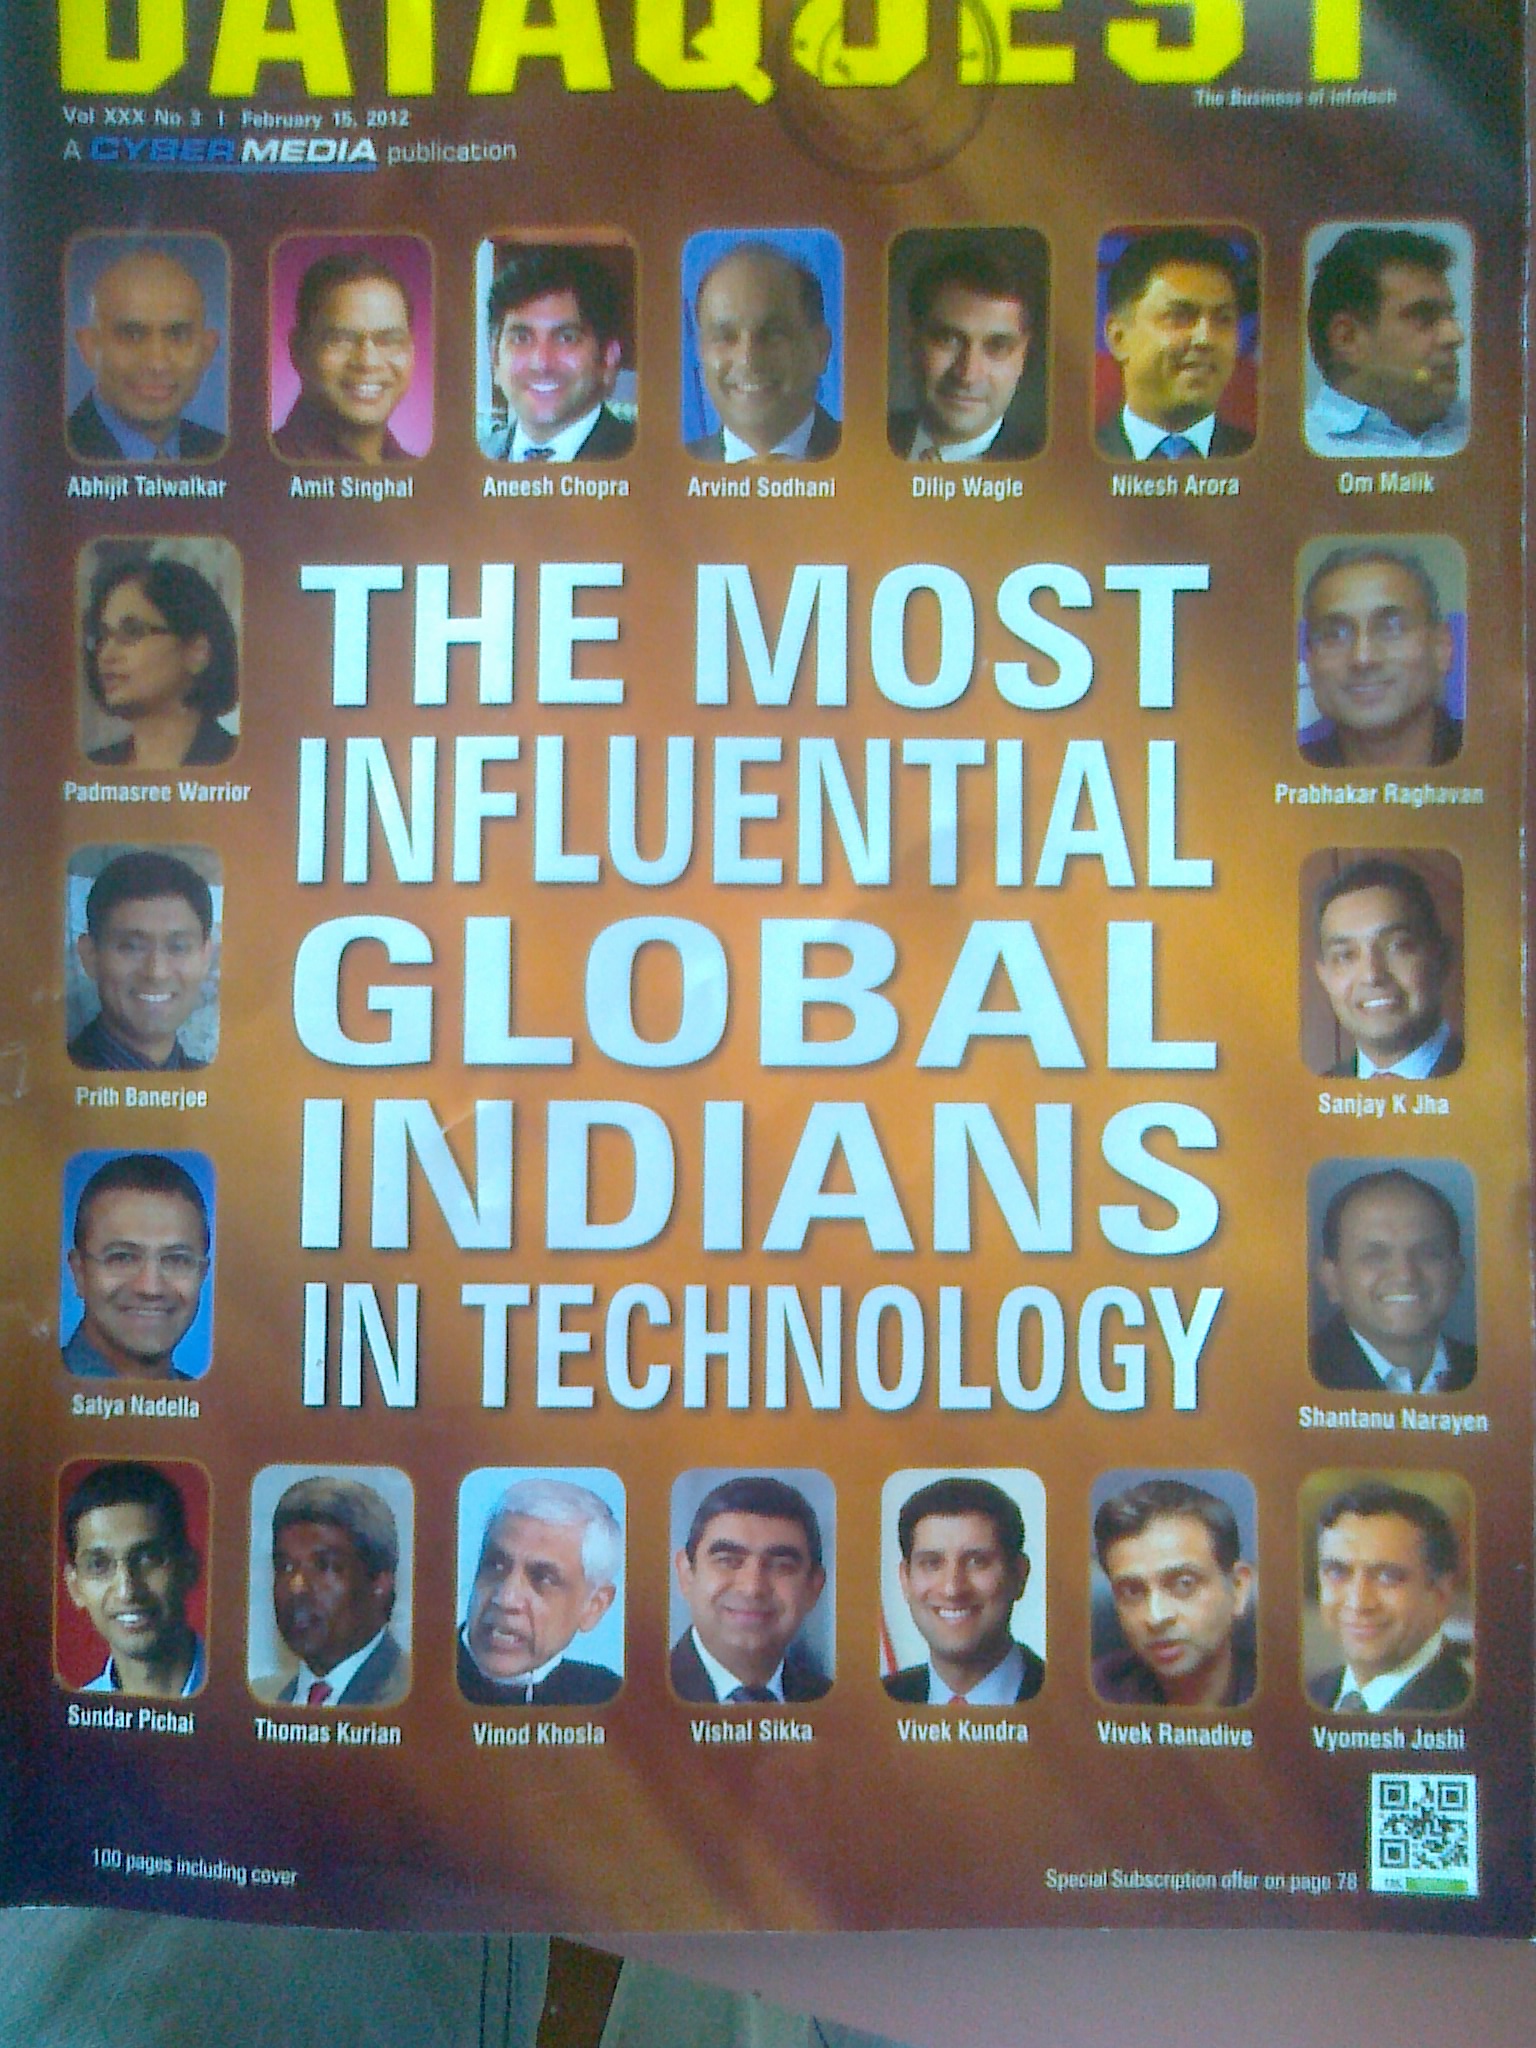 DATAQUEST
The Business of Infotech
Vol XXX No 3 | February 15, 2012
A CYBER MEDIA publication
Abhijit Talwalkar Amit Singhal Aneesh Chopra Arvind Sodhani Dilip Wagle Nikesh Arora Om Malik
THE MOST
INFLUENTIAL
GLOBAL
INDIANS
IN TECHNOLOGY
Padmasree Warrior
Prabhakar Raghavan
Prith Banerjee
Sanjay K Jha
Satya Nadella
Shantanu Narayen
Sundar Pichai Thomas Kurian Vinod Khosla Vishal Sikka Vivek Kundra Vivek Ranadive Vyomesh Joshi
100 pages including cover
Special Subscription offer on page 78